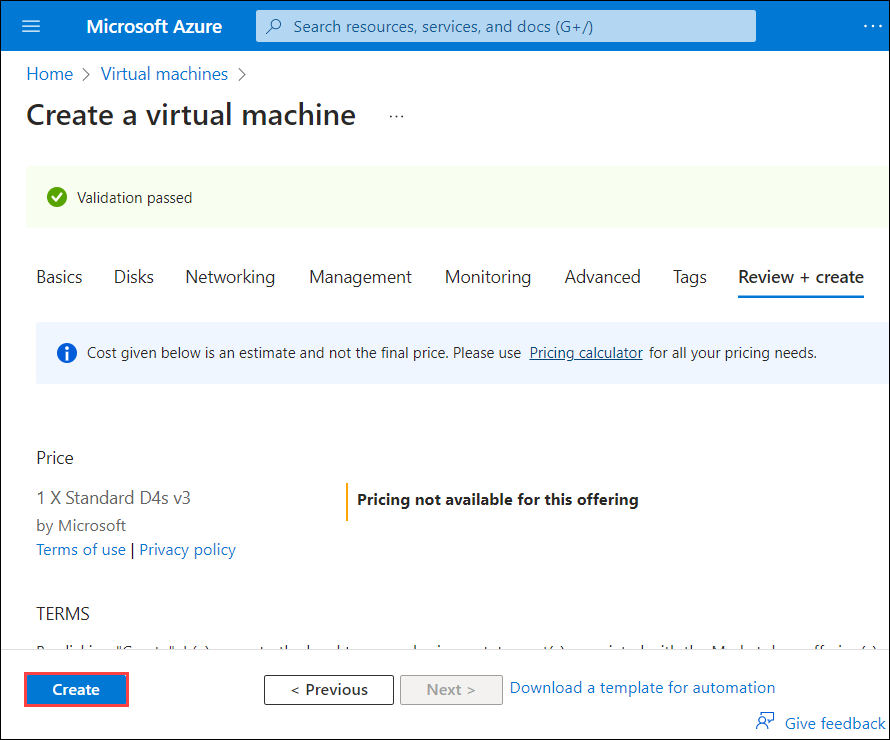 Microsoft Azure
Search resources, services, and docs (G+/)
...
Home > Virtual machines >
Create a virtual machine ...
Validation passed
Basics Disks Networking Management Monitoring Advanced Tags Review + create
Cost given below is an estimate and not the final price. Please use Pricing calculator for all your pricing needs.
Price
1 X Standard D4s v3
by Microsoft
Pricing not available for this offering
Terms of use | Privacy policy
TERMS
Create
< Previous
Next >
Download a template for automation
Give feedback